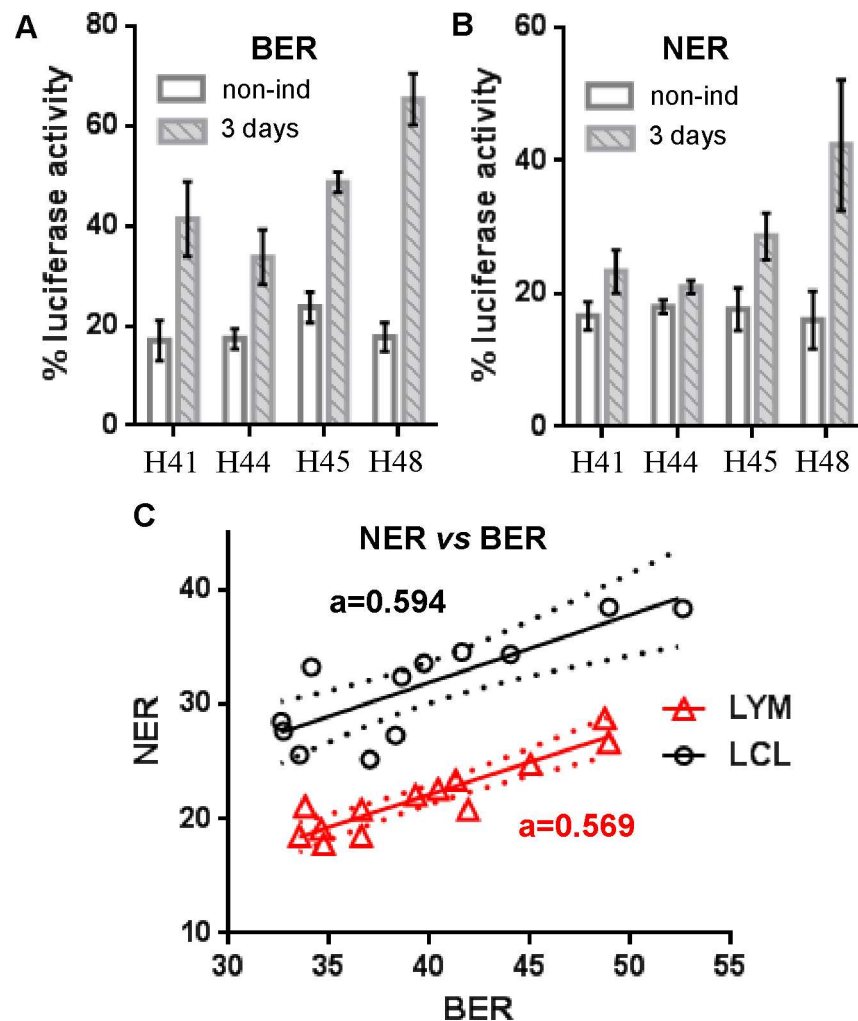 A
BER
% luciferase activity
80
60
40
20
0
non-ind
3 days
H41 H44 H45 H48
B
NER
% luciferase activity
60
40
20
0
non-ind
3 days
H41 H44 H45 H48
C
NER vs BER
a=0.594
NER
40
30
20
10
LYM
LCL
a=0.569
30 35 40 45 50 55
BER